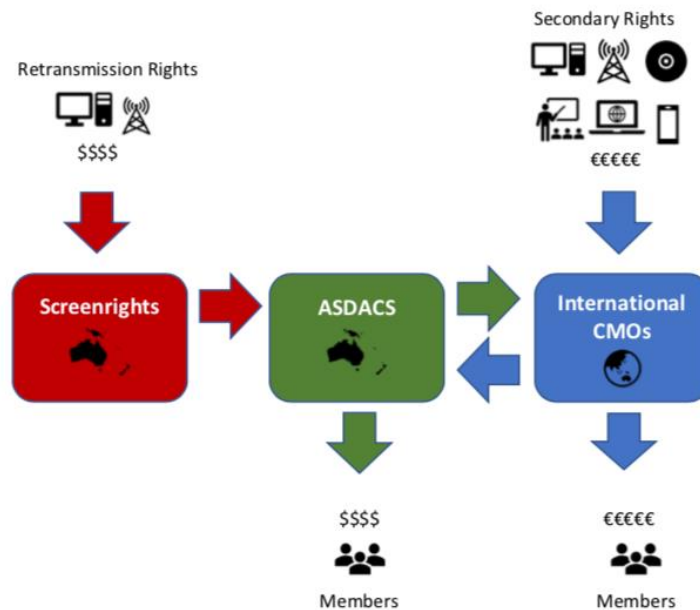 Secondary Rights
Retransmission Rights
$$$$
€€€€€
Screenrights
ASDACS
International
CMOs
$$$$
€€€€€
Members
Members